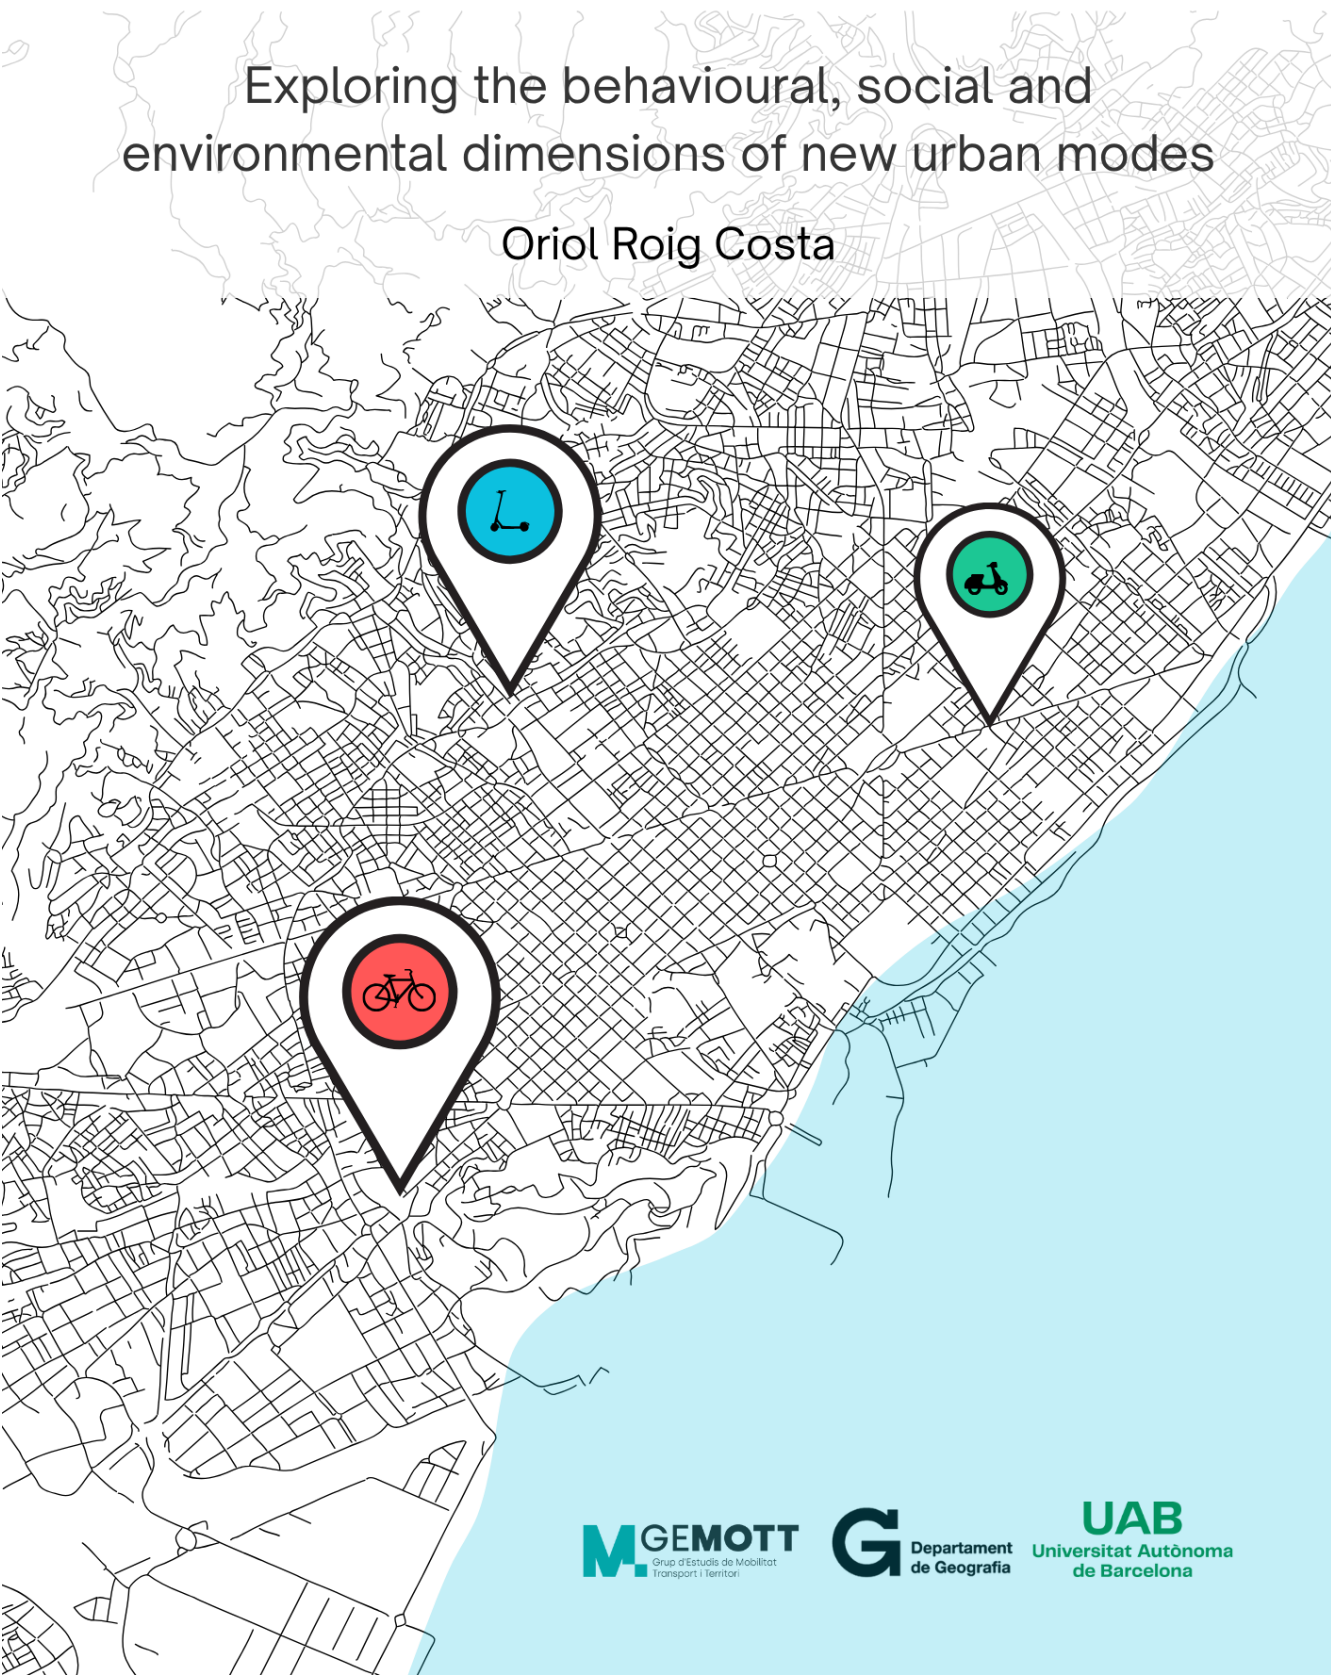 Exploring the behavioural, social and
environmental dimensions of new urban modes
Oriol Roig Costa
M.
GEMOTT
Grup d'Estudis de Mobilitat
Transport i Territori
G
Departament
de Geografia
UAB
Universitat Autònoma
de Barcelona